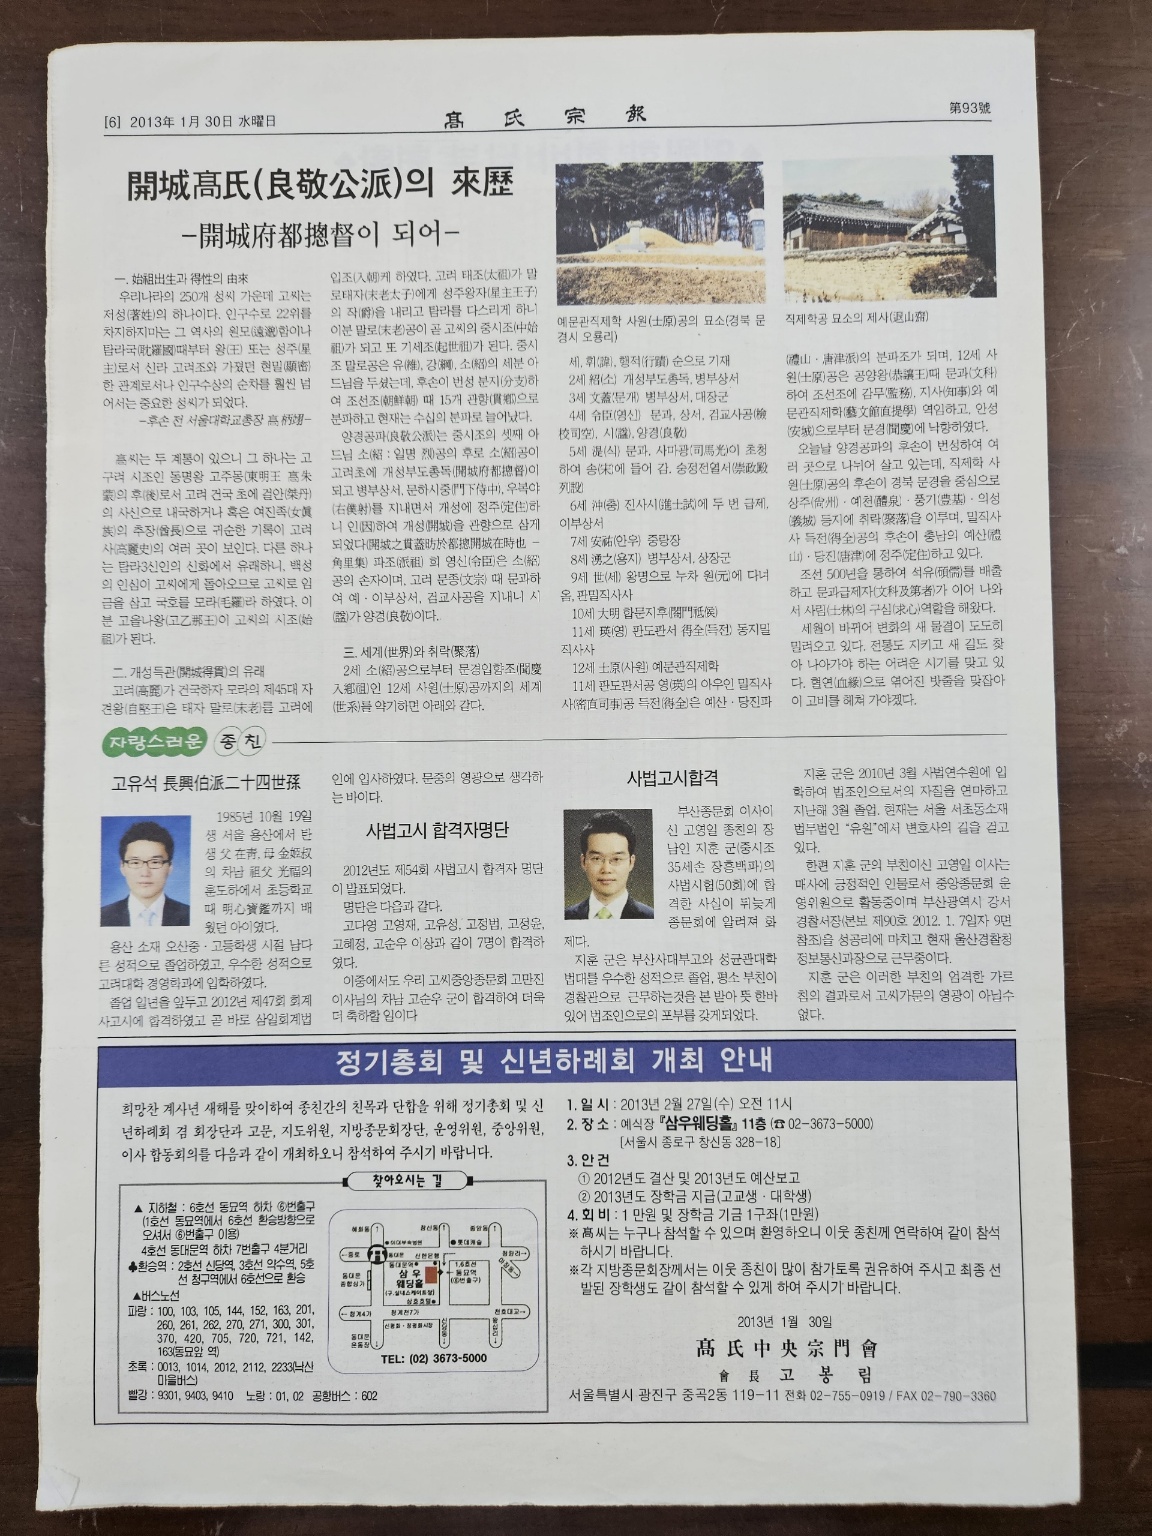 [6] 2013年 1月 30日 水曜日
髙氏宗報
第93號
開城髙氏(良敬公派)의 來歷
-開城府都摠督이 되어-
一. 始祖出生과 得性의 由來
우리나라의 250개 성씨 가운데 고씨는
저성(著姓)의 하나이다. 인구수로 22위를
차지하지마는 그 역사의 원모(遠邈)함이나
탐라국(耽羅國)때부터 왕(王) 또는 성주(星
主)로서 신라 고려조와 가졌던 현밀(顯密)
한 관계로서나 인구수상의 순차를 훨씬 넘
어서는 중요한 성씨가 되었다.
-후손 전 서울대학교총장 高柄翊-
高씨는 두 계통이 있으니 그 하나는 고
구려 시조인 동명왕 고주몽(東明王 高朱
蒙)의 후(後)로서 고려 건국 초에 걸안(桀丹)
의 사신으로 내국하거나 혹은 여진족(女眞
族)의 추장(酋長)으로 귀순한 기록이 고려
사(高麗史)의 여러 곳이 보인다. 다른 하나
는 탐라3신인의 신화에서 유래하니, 백성
의 인심이 고씨에게 돌아오므로 고씨로 임
금을 삼고 국호를 모라(毛羅)라 하였다. 이
분 고을나왕(고乙那王)이 고씨의 시조(始
祖)가 된다.
二. 개성득관(開城得貫)의 유래
고려(高麗)가 건국하자 모라의 제45대 자
견왕(自堅王)은 태자 말로(末老)를 고려에
입조(入朝)케 하였다. 고려 태조(太祖)가 말
로태자(末老太子)에게 성주왕자(星主王子)
의 작(爵)을 내리고 탐라를 다스리게 하니
이분 말로(末老)공이 곧 고씨의 중시조(中始
祖)가 되고 또 기세조(起世祖)가 된다. 중시
조 말로공은 유(維), 강(綱), 소(紹)의 세분 아
드님을 두셨는데, 후손이 번성 분지(分支)하
여 조선조(朝鮮朝) 때 15개 관향(貫鄕)으로
분파하고 현재는 수십의 분파로 늘어났다.
양경공파(良敬公派)는 중시조의 셋째 아
드님 소(紹 : 일명 烈)공의 후로 소(紹)공이
고려초에 개성부도총독(開城府都摠督)이
되고 병부상서, 문하시중(門下侍中), 우복야
(右僕射)를 지내면서 개성에 정주(定住)하
니 인(因)하여 개성(開城)을 관향으로 삼게
되었다(開城之貫蓋昉於都摠開城在時也 -
角里集) 파조(派祖) 휘 영신(令臣)은 소(紹)
공의 손자이며, 고려 문종(文宗) 때 문과하
여 예 · 이부상서, 검교사공을 지내니 시
(諡)가 양경(良敬)이다.
三. 세계(世界)와 취락(聚落)
2세 소(紹)공으로부터 문경입향조(聞慶
入鄕祖)인 12세 사원(士原)공까지의 세계
(世系)를 약기하면 아래와 같다.
예문관직제학 사원(士原)공의 묘소(경북 문
경시 오룡리)
직제학공 묘소의 제사(退山齋)
세, 휘(諱), 행적(行蹟) 순으로 기재
2세 紹(소) 개성부도총독, 병부상서
3세 文蓋(문개) 병부상서, 대장군
4세 令臣(영신) 문과, 상서, 검교사공(檢
校司空), 시(諡), 양경(良敬)
5세 湜(식) 문과, 사마광(司馬光)이 초청
하여 송(宋)에 들어 감, 숭정전열서(崇政殿
列說)
6세 沖(충) 진사시(進士試)에 두 번 급제,
이부상서
7세 安祐(안우) 중랑장
8세 湧之(용지) 병부상서, 상장군
9세 世(세) 왕명으로 누차 원(元)에 다녀
옴, 판밀직사사
10세 大明 합문지후(閤門祗候)
11세 瑛(영) 판도판서 得全(득전) 동지밀
직사사
12세 士原(사원) 예문관직제학
11세 판도판서공 영(瑛)의 아우인 밀직사
사(密直司事)공 득전(得全)은 예산 · 당진파
(禮山 · 唐津派)의 분파조가 되며, 12세 사
원(士原)공은 공양왕(恭讓王)때 문과(文科)
하여 조선조에 감무(監務), 지사(知事)와 예
문관직제학(藝文館直提學) 역임하고, 안성
(安城)으로부터 문경(聞慶)에 낙향하였다.
오늘날 양경공파의 후손이 번성하여 여
러 곳으로 나뉘어 살고 있는데, 직제학 사
원(士原)공의 후손이 경북 문경을 중심으로
상주(尙州) · 예천(醴泉) · 풍기(豊基) · 의성
(義城) 등지에 취락(聚落)을 이루며, 밀직사
사 득전(得全)공의 후손이 충남의 예산(禮
山) · 당진(唐津)에 정주(定住)하고 있다.
조선 500년을 통하여 석유(碩儒)를 배출
하고 문과급제자(文科及第者)가 이어 나와
서 사림(士林)의 구심(求心)역할을 해왔다.
세월이 바뀌어 변화의 새 물결이 도도히
밀려오고 있다. 전통도 지키고 새 길도 찾
아 나아가야 하는 어려운 시기를 맞고 있
다. 혈연(血緣)으로 엮어진 밧줄을 맞잡아
이 고비를 헤쳐 가야겠다.
자랑스러운 종친
고유석 長興伯派二十四世孫
1985년 10월 19일
생 서울 용산에서 반
생 父 在靑, 母 金姬叔
의 차남 祖父 光福의
훈도하에서 초등학교
때 明心寶鑑까지 배
웠던 아이였다.
용산 소재 오산중 · 고등학생 시절 남다
른 성적으로 졸업하였고, 우수한 성적으로
고려대학 경영학과에 입학하였다.
졸업 일년을 앞두고 2012년 제47회 회계
사고시에 합격하였고 곧 바로 삼일회계법
인에 입사하였다. 문중의 영광으로 생각하
는 바이다.
사법고시 합격자명단
2012년도 제54회 사법고시 합격자 명단
이 발표되었다.
명단은 다음과 같다.
고다영 고영재, 고유성, 고정법, 고정운,
고혜정, 고순우 이상과 같이 7명이 합격하
였다.
이중에서도 우리 고씨중앙종문회 고만진
이사님의 차남 고순우 군이 합격하여 더욱
더 축하할 일이다
사법고시합격
부산종문회 이사이
신 고영일 종친의 장
남인 지훈 군(중시조
35세손 장흥백파)의
사법시험(50회)에 합
격한 사실이 뒤늦게
종문회에 알려져 화
제다.
지훈 군은 부산사대부고와 성균관대학
법대를 우수한 성적으로 졸업, 평소 부친이
경찰관으로 근무하는것을 본 받아 뜻 한바
있어 법조인으로의 포부를 갖게되었다.
지훈 군은 2010년 3월 사법연수원에 입
학하여 법조인으로서의 자질을 연마하고
지난해 3월 졸업, 현재는 서울 서초동소재
법무법인 "유원"에서 변호사의 길을 걷고
있다.
한편 지훈 군의 부친이신 고영일 이사는
매사에 긍정적인 인물로서 중앙종문회 운
영위원으로 활동중이며 부산광역시 강서
경찰서장(본보 제90호 2012. 1. 7일자 9면
참조)을 성공리에 마치고 현재 울산경찰청
정보통신과장으로 근무중이다.
지훈 군은 이러한 부친의 엄격한 가르
침의 결과로서 고씨가문의 영광이 아닐수
없다.
정기총회 및 신년하례회 개최 안내
희망찬 계사년 새해를 맞이하여 종친간의 친목과 단합을 위해 정기총회 및 신
년하례회 겸 회장단과 고문, 지도위원, 지방종문회장단, 운영위원, 중앙위원,
이사 합동회의를 다음과 같이 개최하오니 참석하여 주시기 바랍니다.
찾아오시는 길
▲ 지하철 : 6호선 동묘역 하차 ⑥번출구
(1호선 동묘역에서 6호선 환승방향으로
오셔서 ⑥번출구 이용)
4호선 동대문역 하차 7번출구 4분거리
♣환승역 : 2호선 신당역, 3호선 약수역, 5호
선 청구역에서 6호선으로 환승
▲버스노선
파랑 : 100, 103, 105, 144, 152, 163, 201,
260, 261, 262, 270, 271, 300, 301,
370, 420, 705, 720, 721, 142,
163(동묘앞 역)
초록 : 0013, 1014, 2012, 2112, 2233(낙산
마을버스)
빨강 : 9301, 9403, 9410 노랑 : 01, 02 공항버스 : 602
혜화동
창신동
숭인동
이대부속병원
롯데캐슬
←종로
동대문
신한은행
청량리→
동대문역
1,6호선
동묘역
(⑥번출구)
삼우
웨딩홀
(구,실내스케이트장)
동대문
종합상가
삼호호텔
←청계4가
청계천7가
천호대교→
신평화 · 청평화시장
동대문
운동장
신당동
왕십리
TEL: (02) 3673-5000
1. 일 시 : 2013년 2월 27일(수) 오전 11시
2. 장 소 : 예식장 『삼우웨딩홀』 11층 (☎ 02-3673-5000)
[서울시 종로구 창신동 328-18]
3. 안 건
① 2012년도 결산 및 2013년도 예산보고
② 2013년도 장학금 지급(고교생 · 대학생)
4. 회 비 : 1 만원 및 장학금 기금 1구좌(1만원)
※ 髙씨는 누구나 참석할 수 있으며 환영하오니 이웃 종친께 연락하여 같이 참석
하시기 바랍니다.
※각 지방종문회장께서는 이웃 종친이 많이 참가토록 권유하여 주시고 최종 선
발된 장학생도 같이 참석할 수 있게 하여 주시기 바랍니다.
2013년 1월 30일
髙氏中央宗門會
會長 고봉림
서울특별시 광진구 중곡2동 119-11 전화 02-755-0919 / FAX 02-790-3360